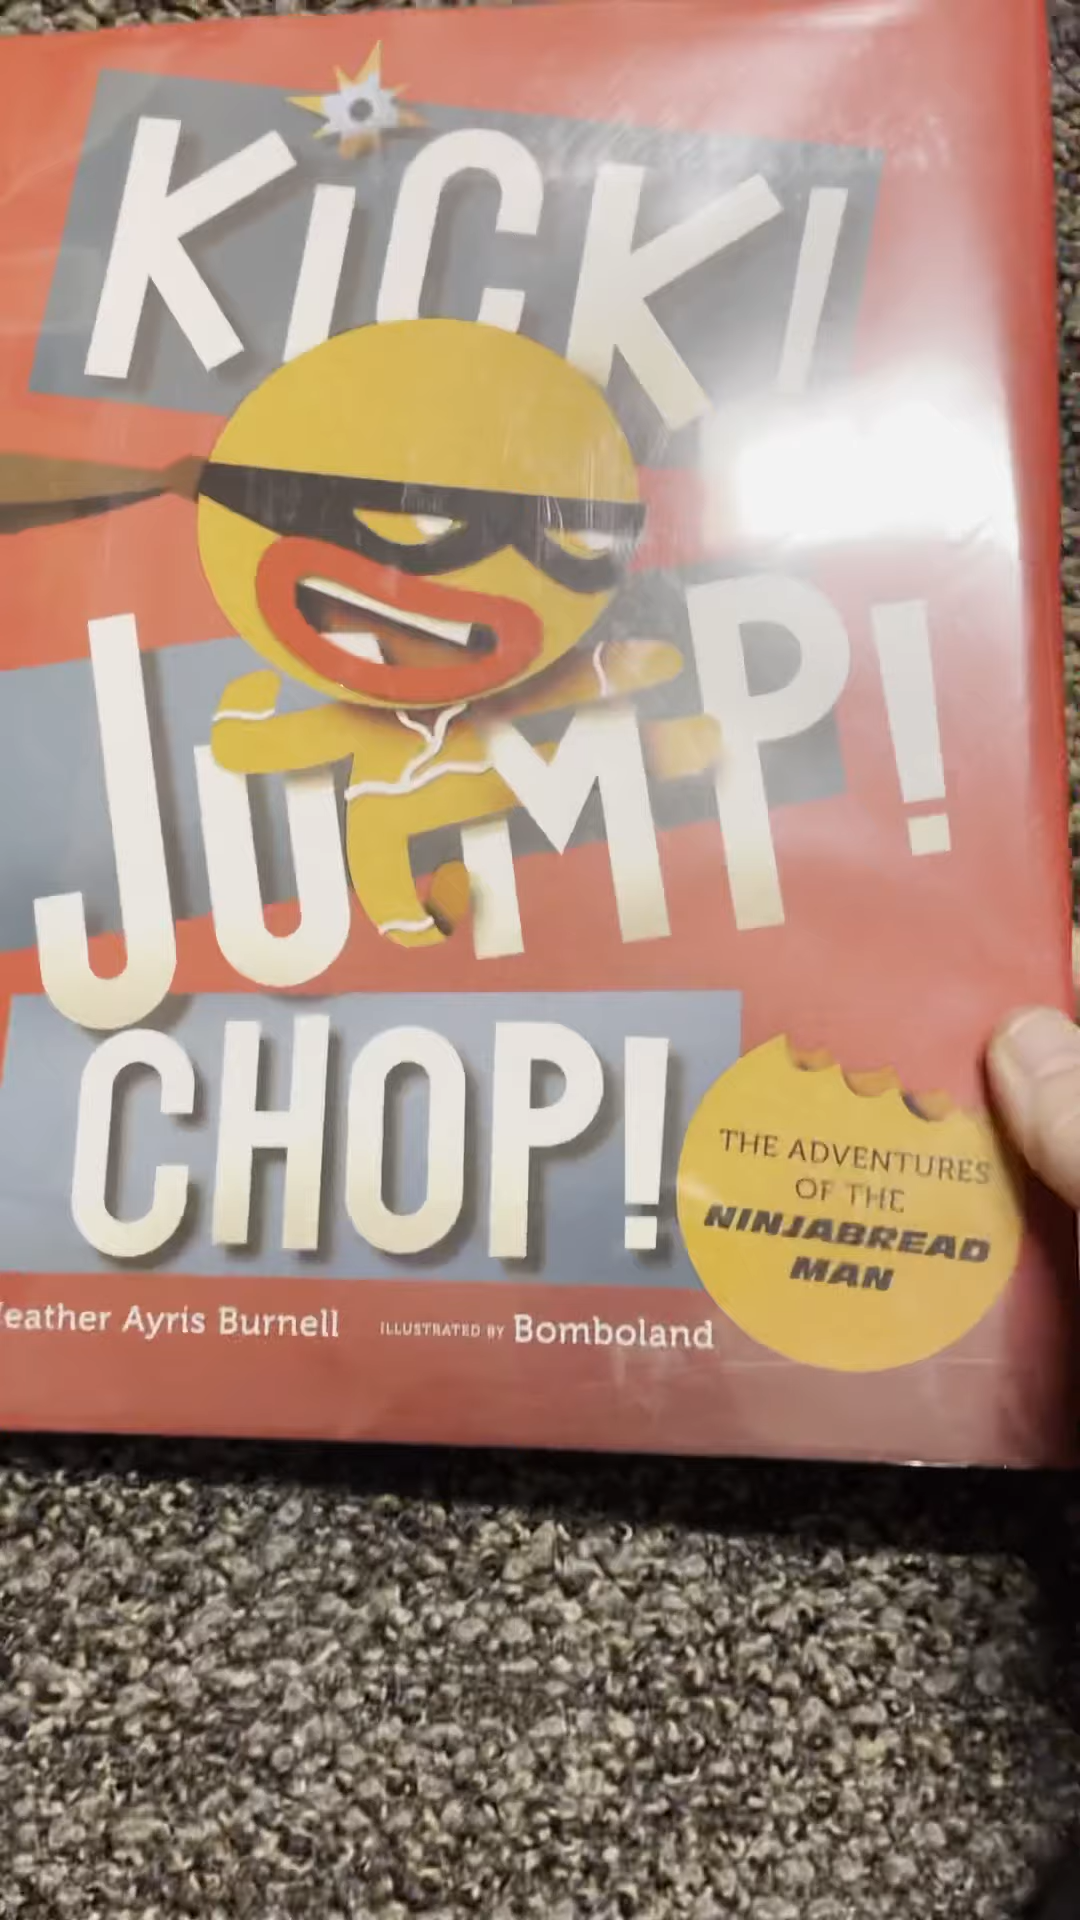 KiCK!
JUMP!
CHOP!
THE ADVENTURES
OF THE
NINJABREAD
MAN
eather Ayris Burnell ILLUSTRATED BY Bomboland